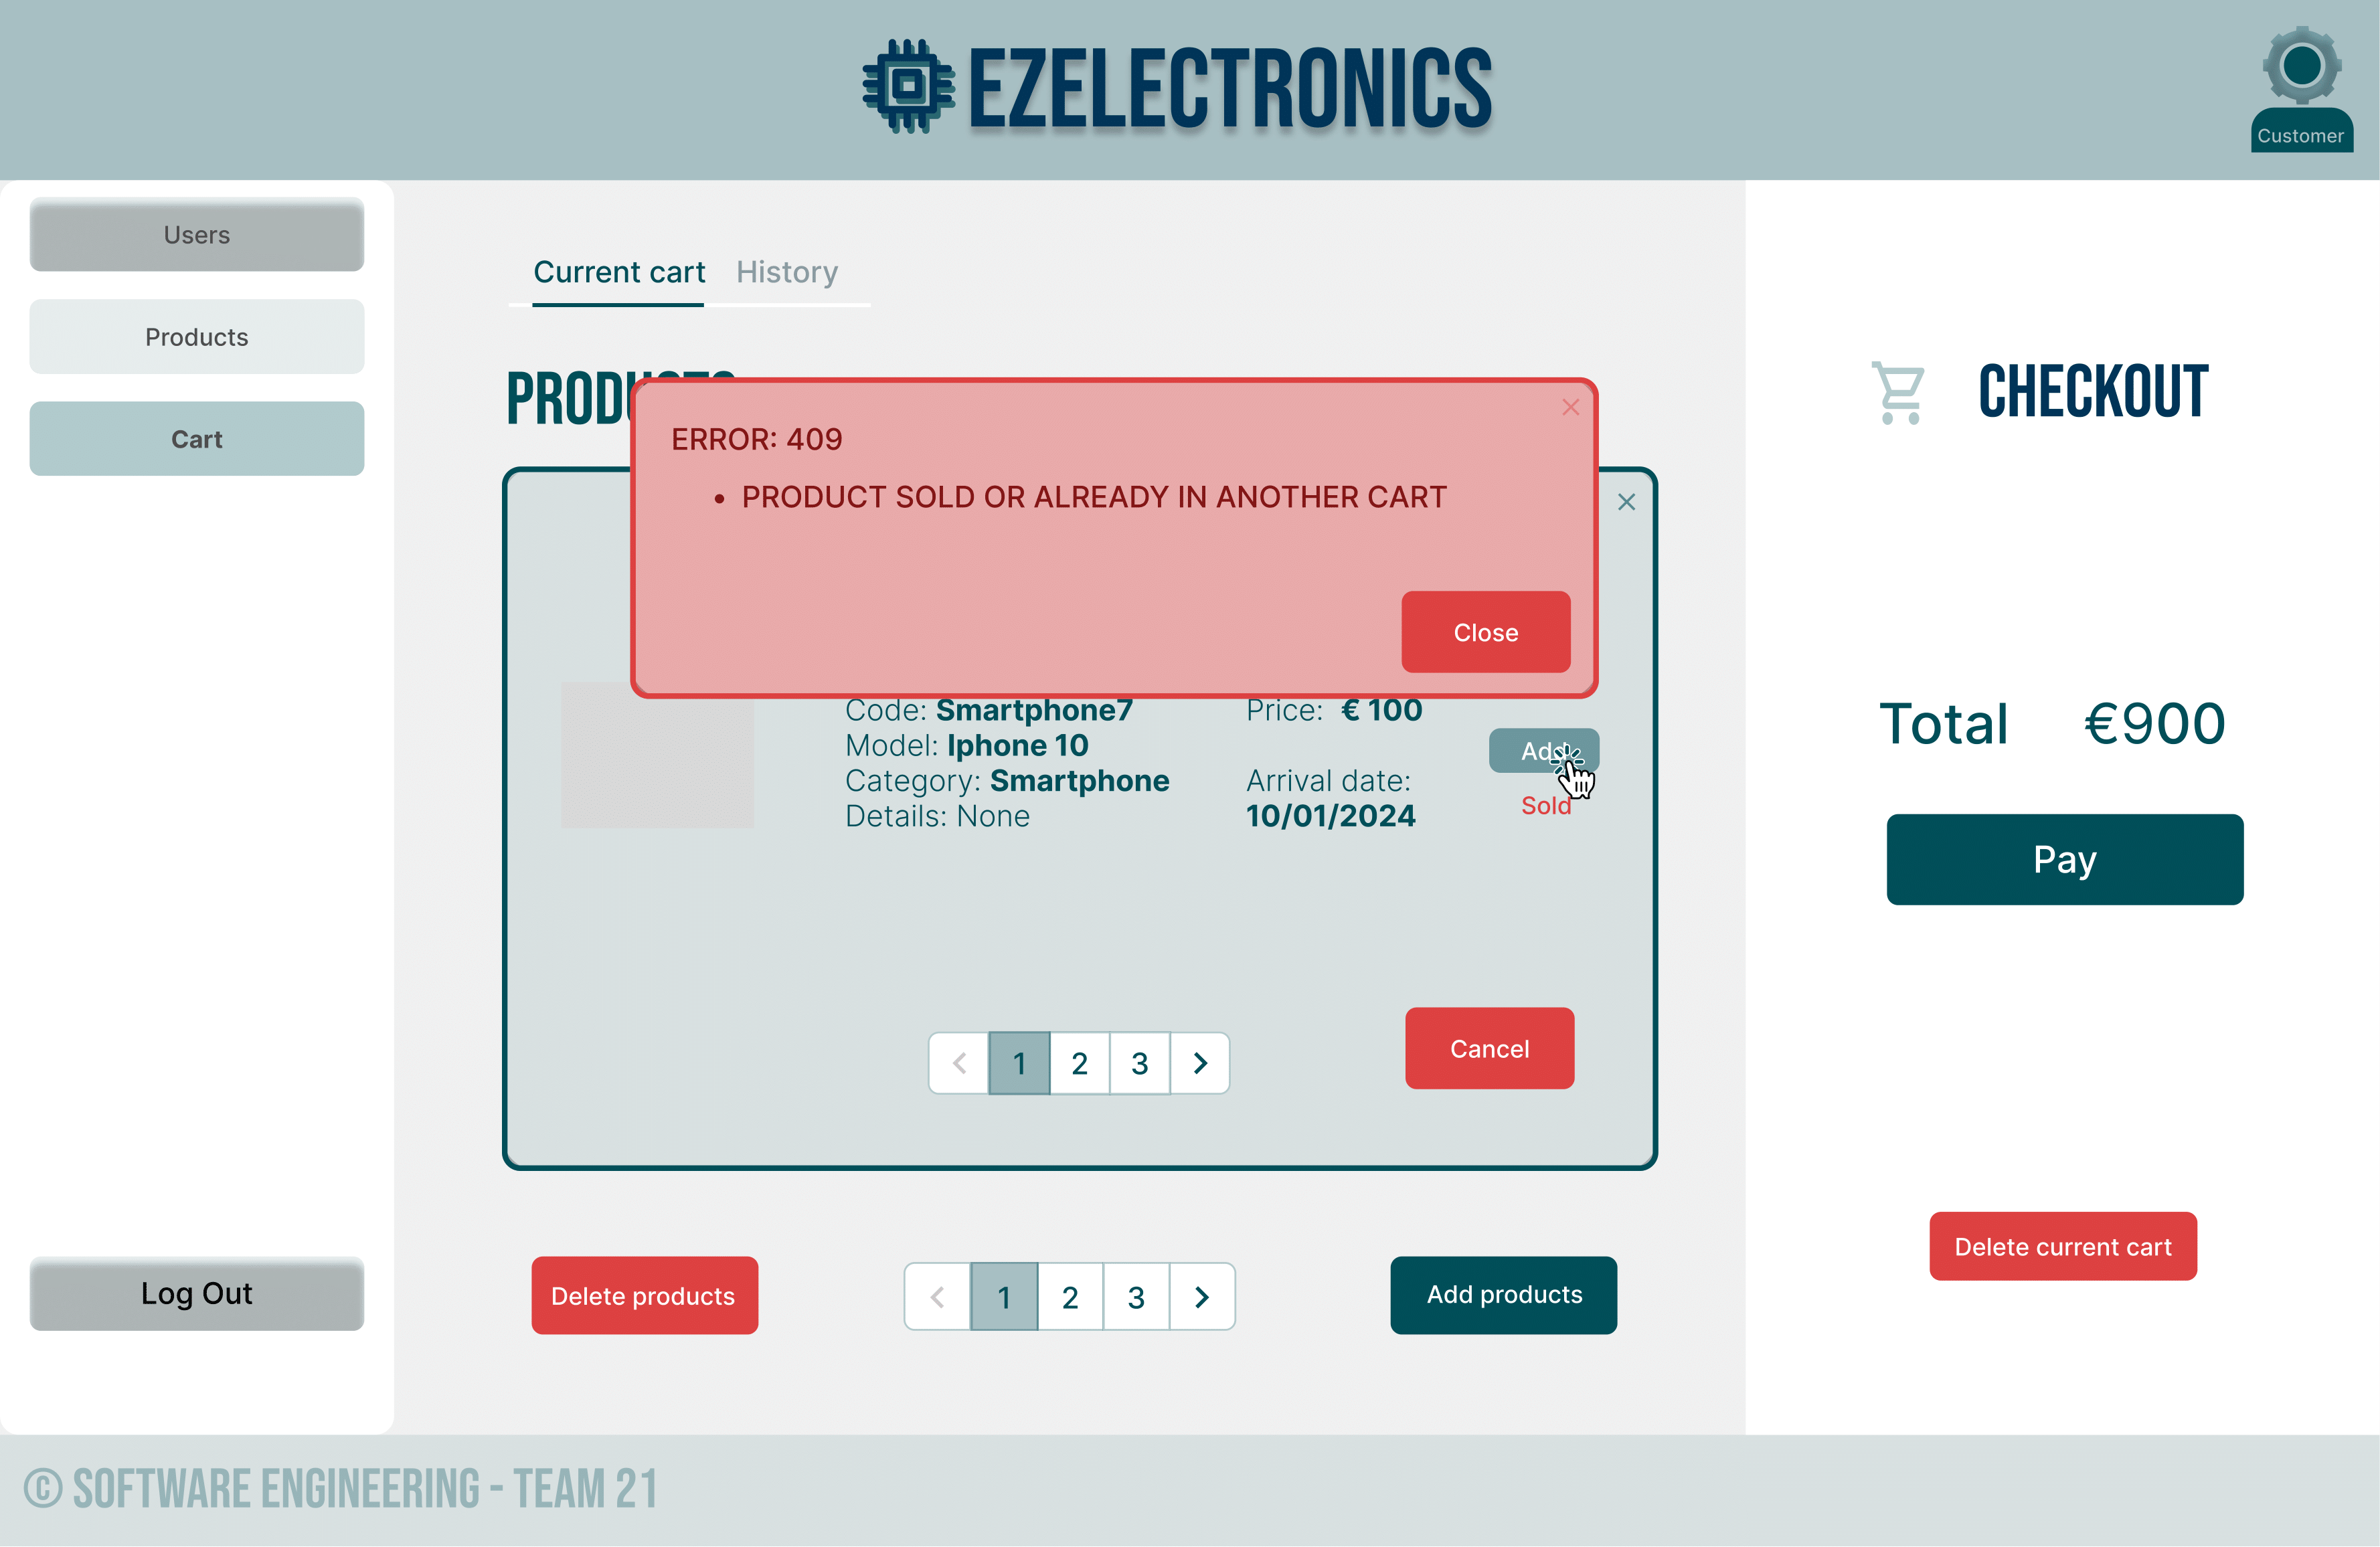 EZELECTRONICS
Customer
Users
Products
Cart
Log Out
Current cart History
ERROR: 409
• PRODUCT SOLD OR ALREADY IN ANOTHER CART
Close
Code: Smartphone7
Model: Iphone 10
Category: Smartphone
Details: None
Price: € 100
Arrival date:
10/01/2024
Sold
1 2 3
Cancel
Delete products
1 2 3
Add products
CHECKOUT
Total €900
Pay
Delete current cart
© SOFTWARE ENGINEERING - TEAM 21